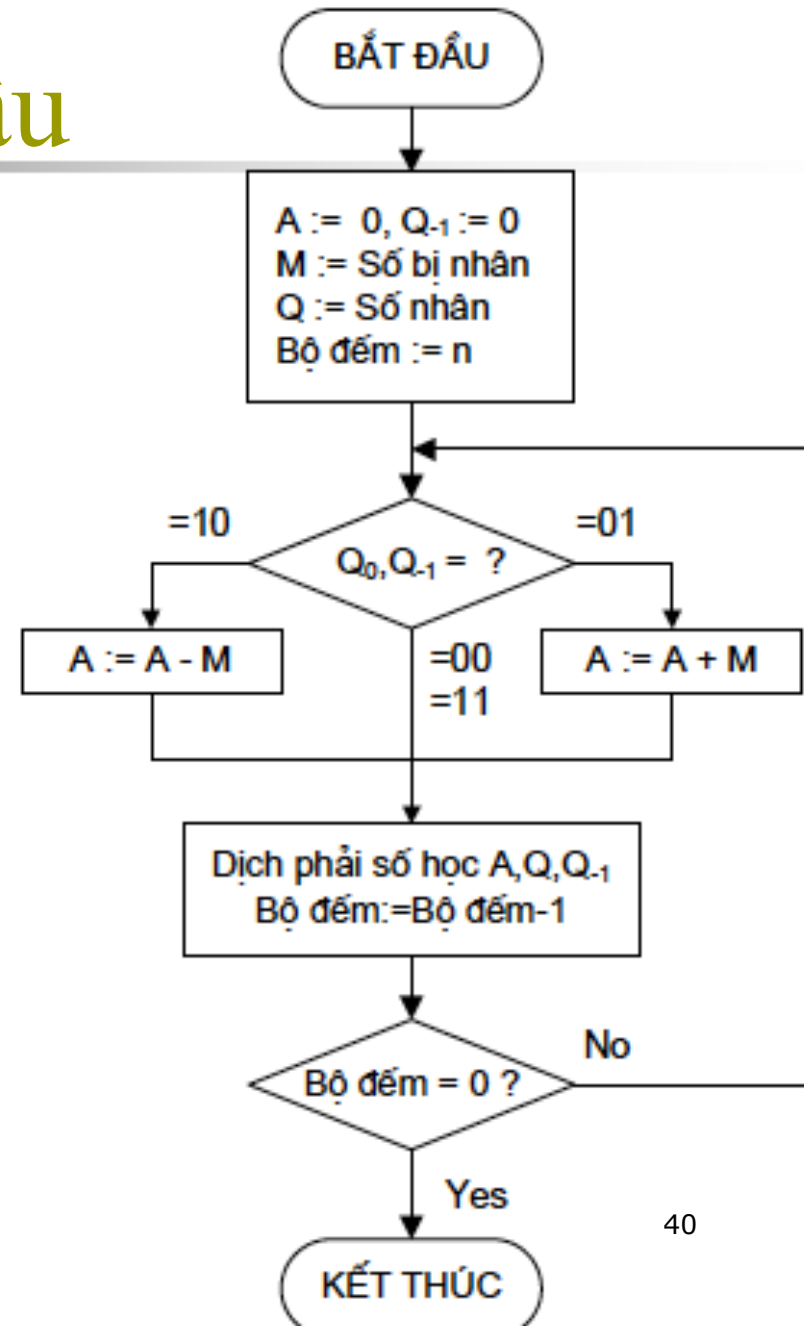 BẮT ĐẦU
A := 0, Q₋₁ := 0
M := Số bị nhân
Q := Số nhân
Bộ đếm := n
=10
Q₀,Q₋₁ = ?
=01
A := A - M
=00
=11
A := A + M
Dịch phải số học A,Q,Q₋₁
Bộ đếm:=Bộ đếm-1
No
Bộ đếm = 0 ?
Yes
40
KẾT THÚC